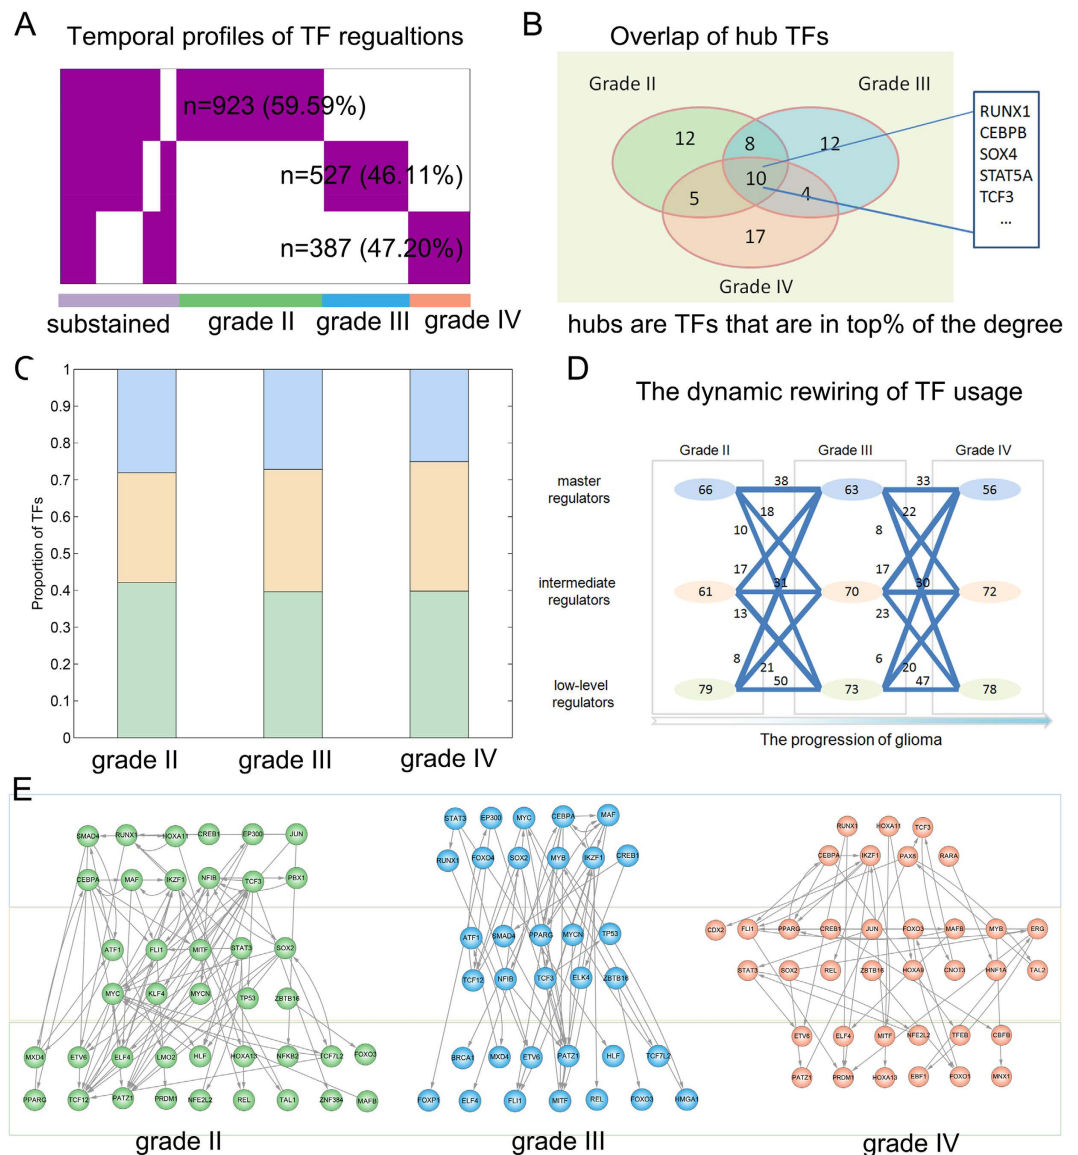 A
Temporal profiles of TF regualtions
n=923 (59.59%)
n=527 (46.11%)
n=387 (47.20%)
substained
grade II
grade III
grade IV
B
Overlap of hub TFs
Grade II
Grade III
12
8
12
10
5
4
17
Grade IV
RUNX1
CEBPB
SOX4
STAT5A
TCF3
...
hubs are TFs that are in top% of the degree
C
Proportion of TFs
1
0.9
0.8
0.7
0.6
0.5
0.4
0.3
0.2
0.1
0
grade II
grade III
grade IV
D
The dynamic rewiring of TF usage
Grade II
Grade III
Grade IV
master
regulators
66
38
63
33
56
18
22
10
8
17
17
intermediate
regulators
61
31
70
30
72
13
23
8
6
21
20
low-level
regulators
79
50
73
47
78
The progression of glioma
E
SMAD4 RUNX1 HOXA11 CREB1 EP300 JUN
CEBPA MAF IKZF1 NFIB TCF3 PBX1
ATF1 FLI1 MITF STAT3 SOX2
MYC KLF4 MYCN TP53 ZBTB16
MXD4 ETV6 ELF4 LMO2 HLF HOXA13 NFKB2 TCF7L2 FOXO3
PPARG TCF12 PATZ1 PRDM1 NFE2L2 REL TAL1 ZNF384 MAFB
grade II
STAT3 EP300 MYC CEBPA MAF
RUNX1 FOXO4 SOX2 MYB IKZF1 CREB1
ATF1 SMAD4 PPARG MYCN TP53
TCF12 NFIB TCF3 ELK4 ZBTB16
BRCA1 MXD4 ETV6 PATZ1 HLF TCF7L2
FOXP1 ELF4 FLI1 MITF REL FOXO3 HMGA1
grade III
RUNX1 HOXA11 TCF3
CEBPA IKZF1 PAX8 RARA
CDX2 FLI1 PPARG CREB1 JUN FOXO3 MAFB MYB ERG
STAT3 SOX2 REL ZBTB16 HOXA9 CNOT3 HNF1A TAL2
ETV6 ELF4 MITF NFE2L2 TFEB CBFB
PATZ1 PRDM1 HOXA13 EBF1 FOXO1 MNX1
grade IV